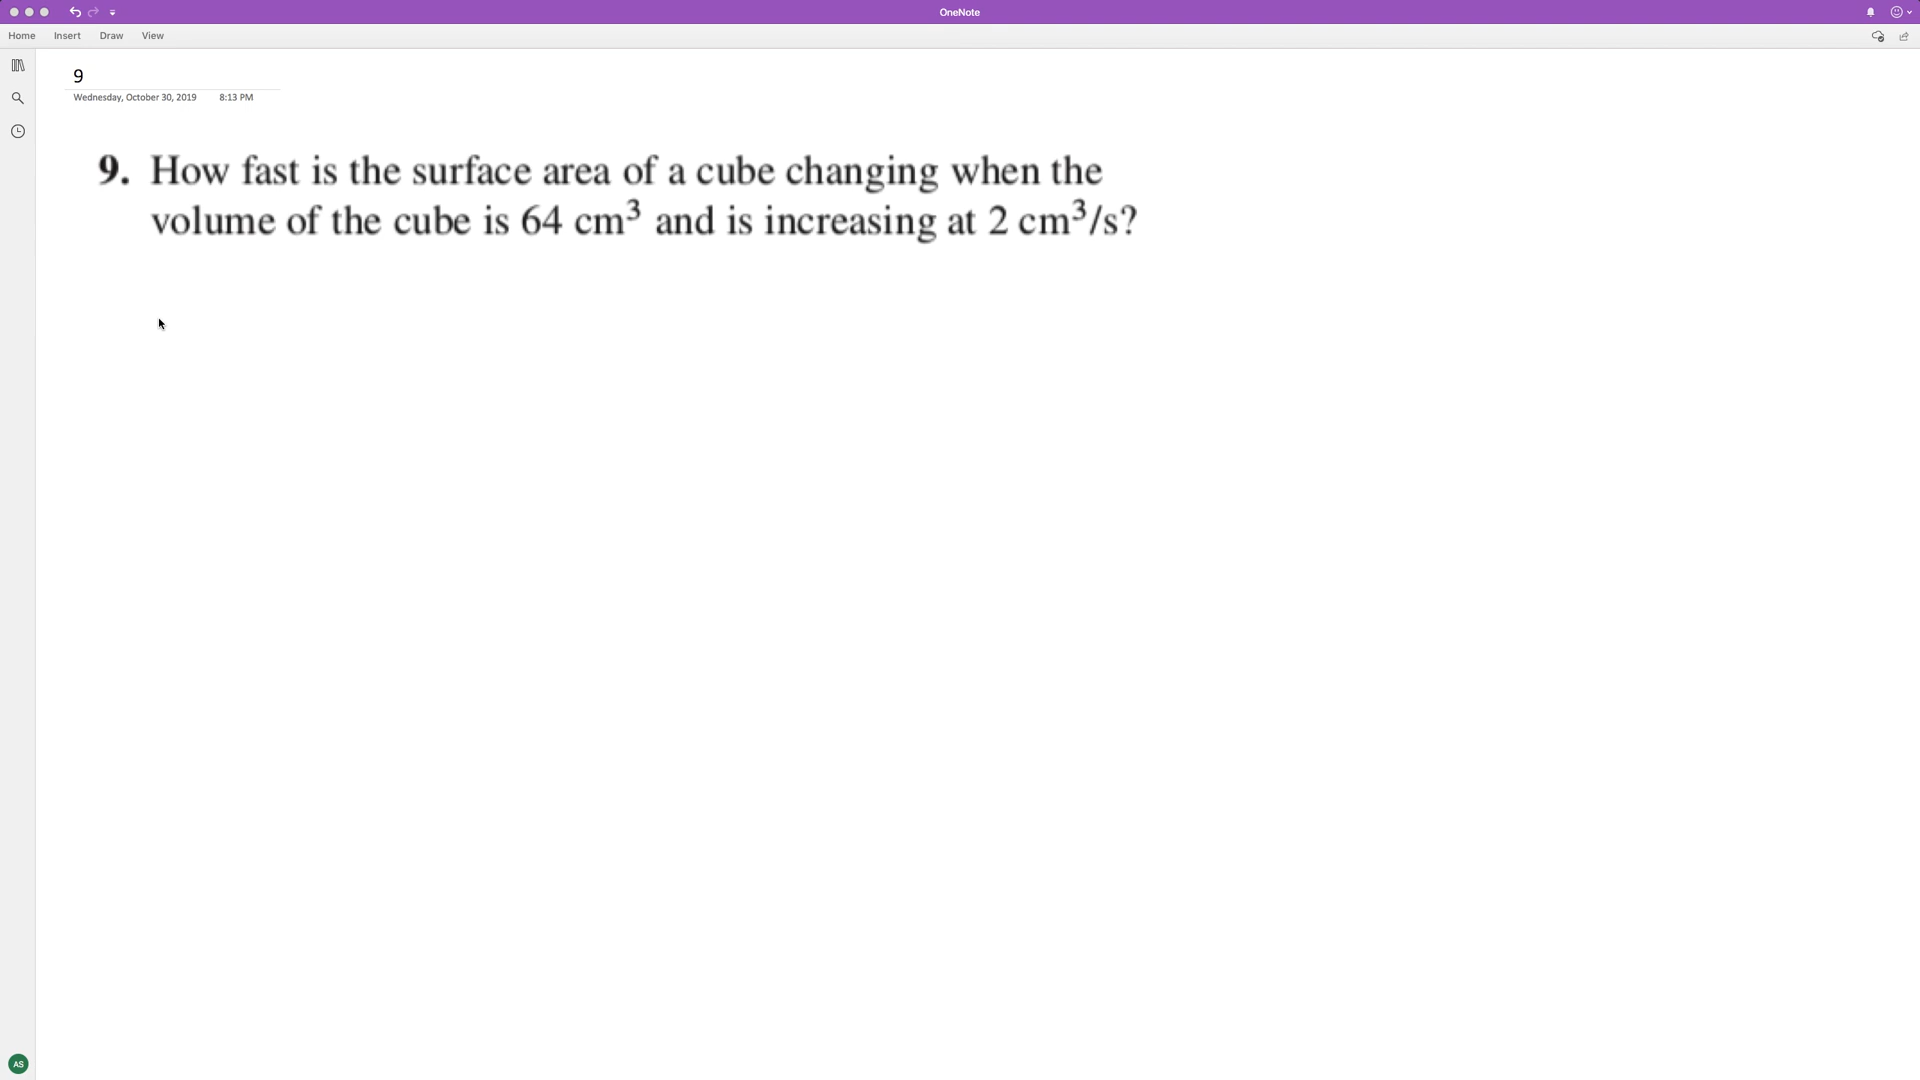 OneNote
Home Insert Draw View
9
Wednesday, October 30, 2019 8:13 PM
9. How fast is the surface area of a cube changing when the
volume of the cube is 64 cm³ and is increasing at 2 cm³/s?
AS